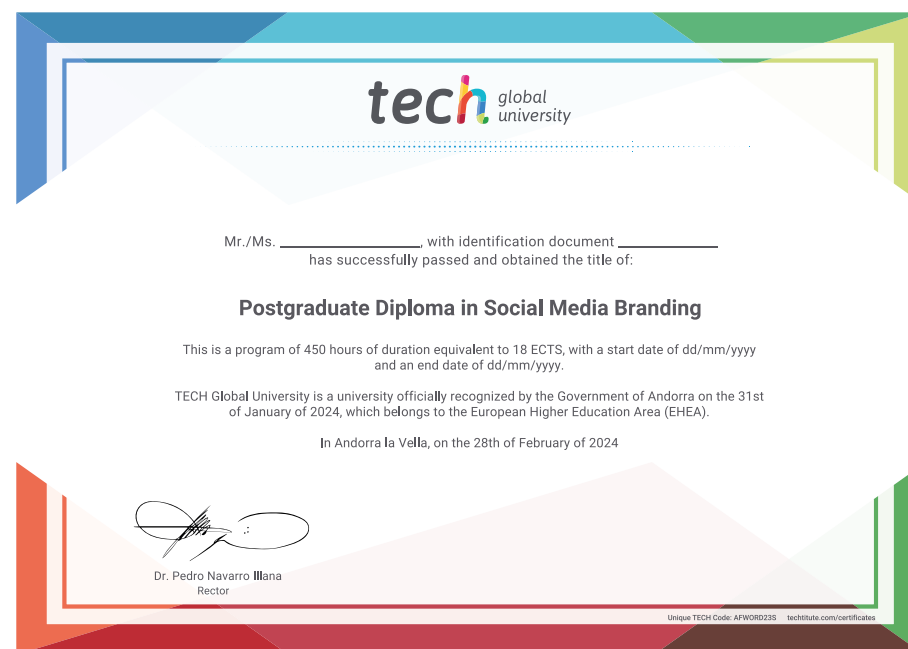 tech global university
Mr./Ms. ____________________, with identification document ______________
has successfully passed and obtained the title of:
Postgraduate Diploma in Social Media Branding
This is a program of 450 hours of duration equivalent to 18 ECTS, with a start date of dd/mm/yyyy
and an end date of dd/mm/yyyy.
TECH Global University is a university officially recognized by the Government of Andorra on the 31st
of January of 2024, which belongs to the European Higher Education Area (EHEA).
In Andorra la Vella, on the 28th of February of 2024
Dr. Pedro Navarro Illana
Rector
Unique TECH Code: AFWORD23S techtitute.com/certificates